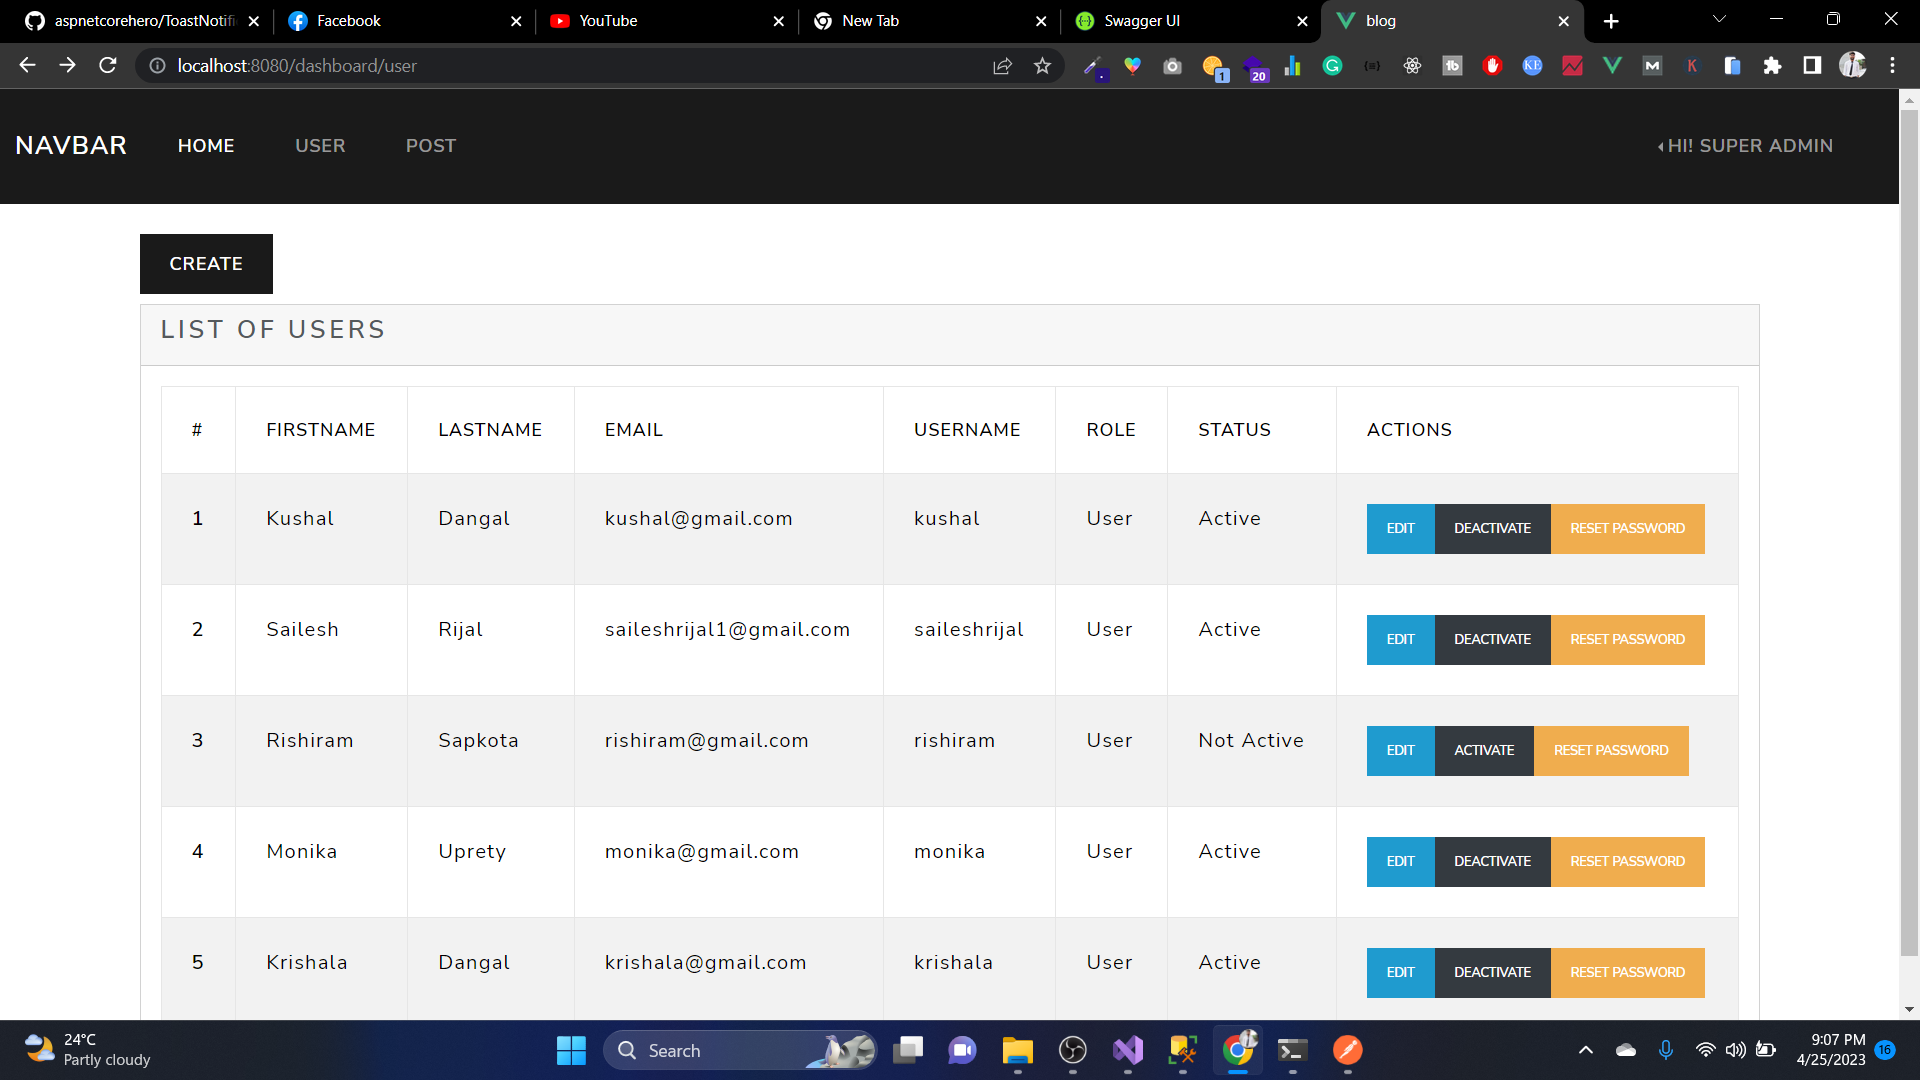 aspnetcorehero/ToastNotifi
Facebook
YouTube
New Tab
Swagger UI
blog
localhost:8080/dashboard/user
1
20
NAVBAR
HOME
USER
POST
HI! SUPER ADMIN
CREATE
LIST OF USERS
# FIRSTNAME LASTNAME EMAIL USERNAME ROLE STATUS ACTIONS
1 Kushal Dangal kushal@gmail.com kushal User Active EDIT DEACTIVATE RESET PASSWORD
2 Sailesh Rijal saileshrijal1@gmail.com saileshrijal User Active EDIT DEACTIVATE RESET PASSWORD
3 Rishiram Sapkota rishiram@gmail.com rishiram User Not Active EDIT ACTIVATE RESET PASSWORD
4 Monika Uprety monika@gmail.com monika User Active EDIT DEACTIVATE RESET PASSWORD
5 Krishala Dangal krishala@gmail.com krishala User Active EDIT DEACTIVATE RESET PASSWORD
24°C
Partly cloudy
Search
9:07 PM
4/25/2023
16